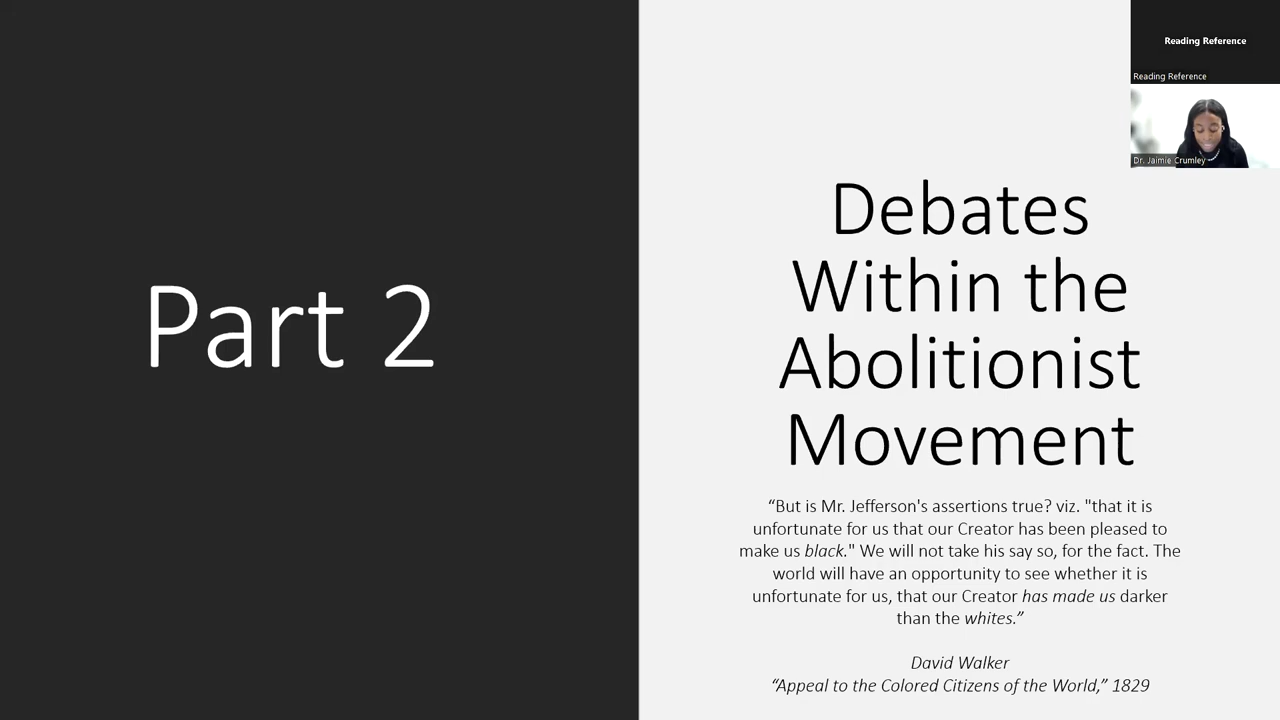 Part 2
Reading Reference
Reading Reference
Dr. Jaimie Crumley
Debates
Within the
Abolitionist
Movement
“But is Mr. Jefferson's assertions true? viz. "that it is
unfortunate for us that our Creator has been pleased to
make us black." We will not take his say so, for the fact. The
world will have an opportunity to see whether it is
unfortunate for us, that our Creator has made us darker
than the whites.”
David Walker
“Appeal to the Colored Citizens of the World,” 1829